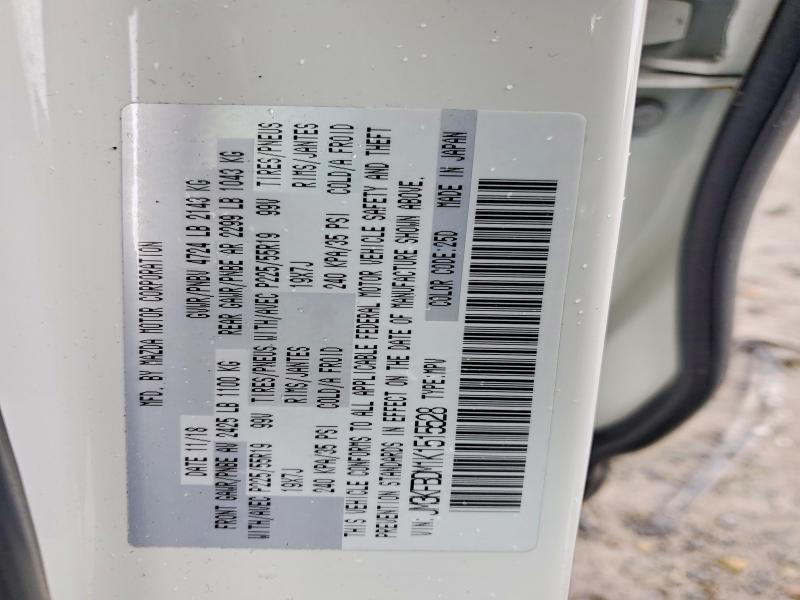 MFD. BY MAZDA MOTOR CORPORATION
DATE 11/18 GVWR/PNBV 4724 LB 2143 KG
FRONT GAWR/PNBE AV 2425 LB 1100 KG REAR GAWR/PNBE AR 2299 LB 1043 KG
WITH/AVEC P225/55R19 99V TIRES/PNEUS WITH/AVEC P225/55R19 99V TIRES/PNEUS
19X7J RIMS/JANTES 19X7J RIMS/JANTES
240 KPA/35 PSI COLD/A FROID 240 KPA/35 PSI COLD/A FROID
THIS VEHICLE CONFORMS TO ALL APPLICABLE FEDERAL MOTOR VEHICLE SAFETY AND THEFT
PREVENTION STANDARDS IN EFFECT ON THE DATE OF MANUFACTURE SHOWN ABOVE.
VIN: TYPE:MPV COLOR CODE:25D MADE IN JAPAN